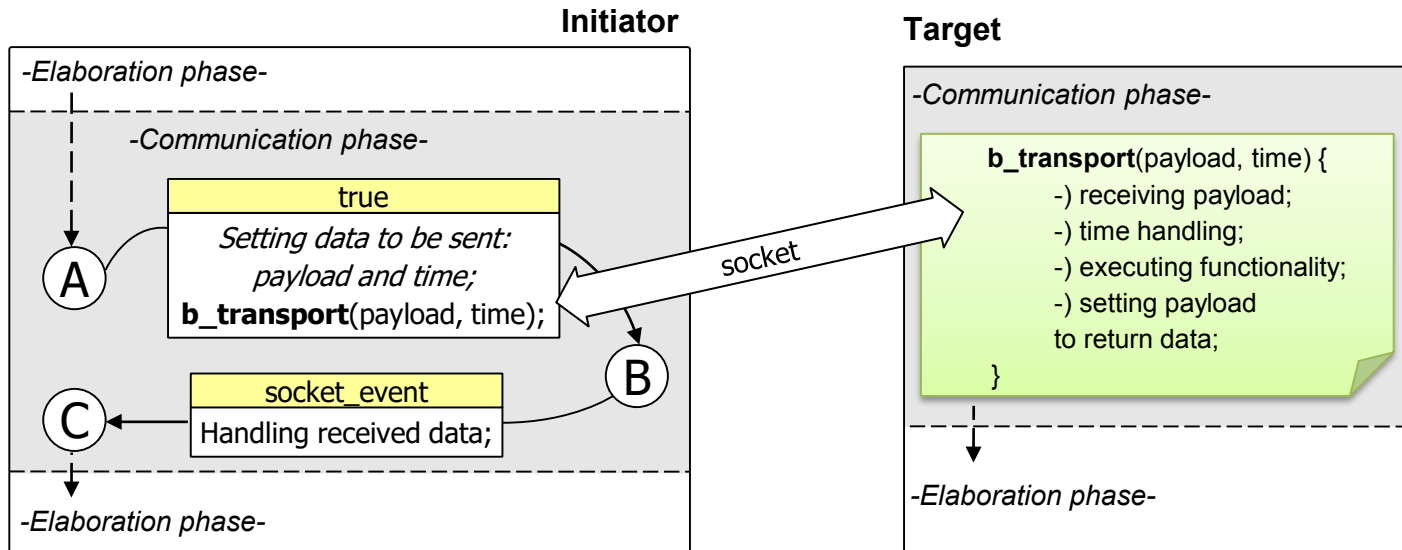 Initiator
-Elaboration phase-
-Communication phase-
true
Setting data to be sent:
payload and time;
b_transport(payload, time);
A
B
socket_event
Handling received data;
C
-Elaboration phase-
socket
Target
-Communication phase-
b_transport(payload, time) {
-) receiving payload;
-) time handling;
-) executing functionality;
-) setting payload
to return data;
}
-Elaboration phase-